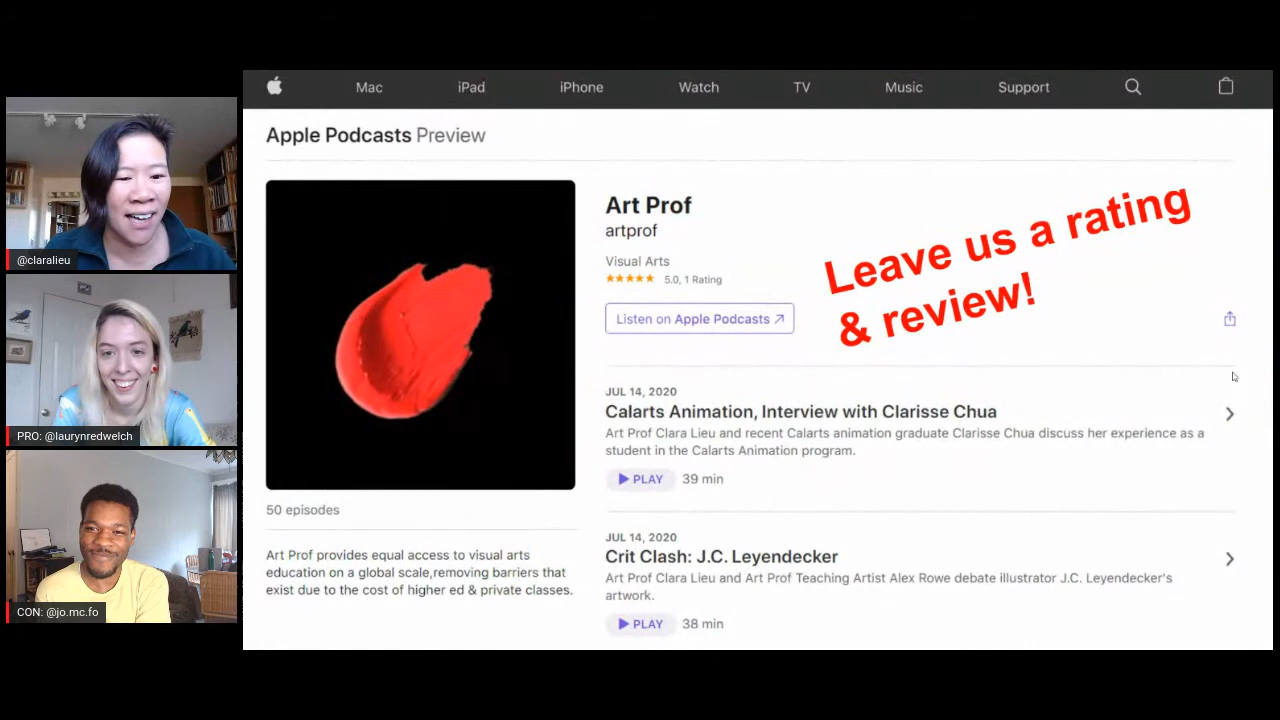 Mac iPad iPhone Watch TV Music Support
Apple Podcasts Preview
Art Prof
artprof
Visual Arts
★★★★★ 5.0, 1 Rating
Listen on Apple Podcasts ↗
Leave us a rating
& review!
JUL 14, 2020
Calarts Animation, Interview with Clarisse Chua
Art Prof Clara Lieu and recent Calarts animation graduate Clarisse Chua discuss her experience as a
student in the Calarts Animation program.
▶ PLAY 39 min
50 episodes
JUL 14, 2020
Crit Clash: J.C. Leyendecker
Art Prof Clara Lieu and Art Prof Teaching Artist Alex Rowe debate illustrator J.C. Leyendecker's
artwork.
▶ PLAY 38 min
Art Prof provides equal access to visual arts
education on a global scale,removing barriers that
exist due to the cost of higher ed & private classes.
@claralieu
PRO: @laurynredwelch
CON: @jo.mc.fo